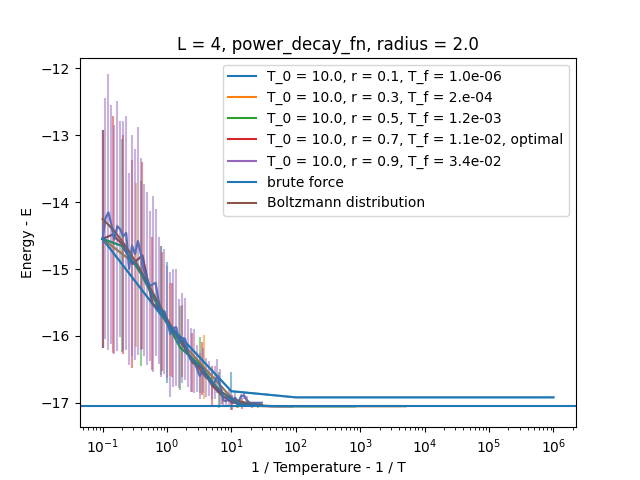 L = 4, power_decay_fn, radius = 2.0
−12
−13
−14
−15
−16
−17
Energy - E
T_0 = 10.0, r = 0.1, T_f = 1.0e-06
T_0 = 10.0, r = 0.3, T_f = 2.e-04
T_0 = 10.0, r = 0.5, T_f = 1.2e-03
T_0 = 10.0, r = 0.7, T_f = 1.1e-02, optimal
T_0 = 10.0, r = 0.9, T_f = 3.4e-02
brute force
Boltzmann distribution
10⁻¹ 10⁰ 10¹ 10² 10³ 10⁴ 10⁵ 10⁶
1 / Temperature - 1 / T